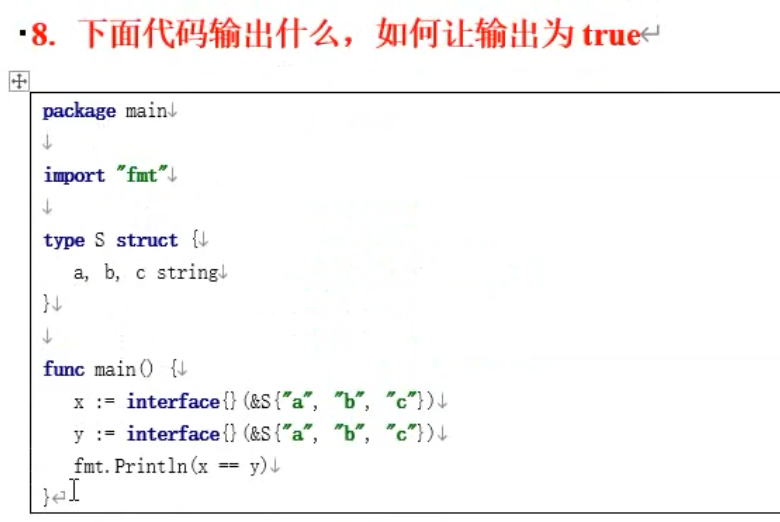 8. 下面代码输出什么，如何让输出为 true
package main
import "fmt"
type S struct {
a, b, c string
}
func main() {
x := interface{}(&S{"a", "b", "c"})
y := interface{}(&S{"a", "b", "c"})
fmt.Println(x == y)
}